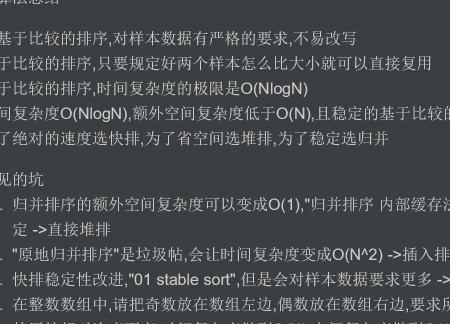 基于比较的排序,对样本数据有严格的要求,不易改写
于比较的排序,只要规定好两个样本怎么比大小就可以直接复用
于比较的排序,时间复杂度的极限是O(NlogN)
间复杂度O(NlogN),额外空间复杂度低于O(N),且稳定的基于比较的
了绝对的速度选快排,为了省空间选堆排,为了稳定选归并
见的坑
. 归并排序的额外空间复杂度可以变成O(1),"归并排序 内部缓存法
定 ->直接堆排
. "原地归并排序"是垃圾帖,会让时间复杂度变成O(N^2) ->插入排
. 快排稳定性改进,"01 stable sort",但是会对样本数据要求更多 ->
. 在整数数组中,请把奇数放在数组左边,偶数放在数组右边,要求所